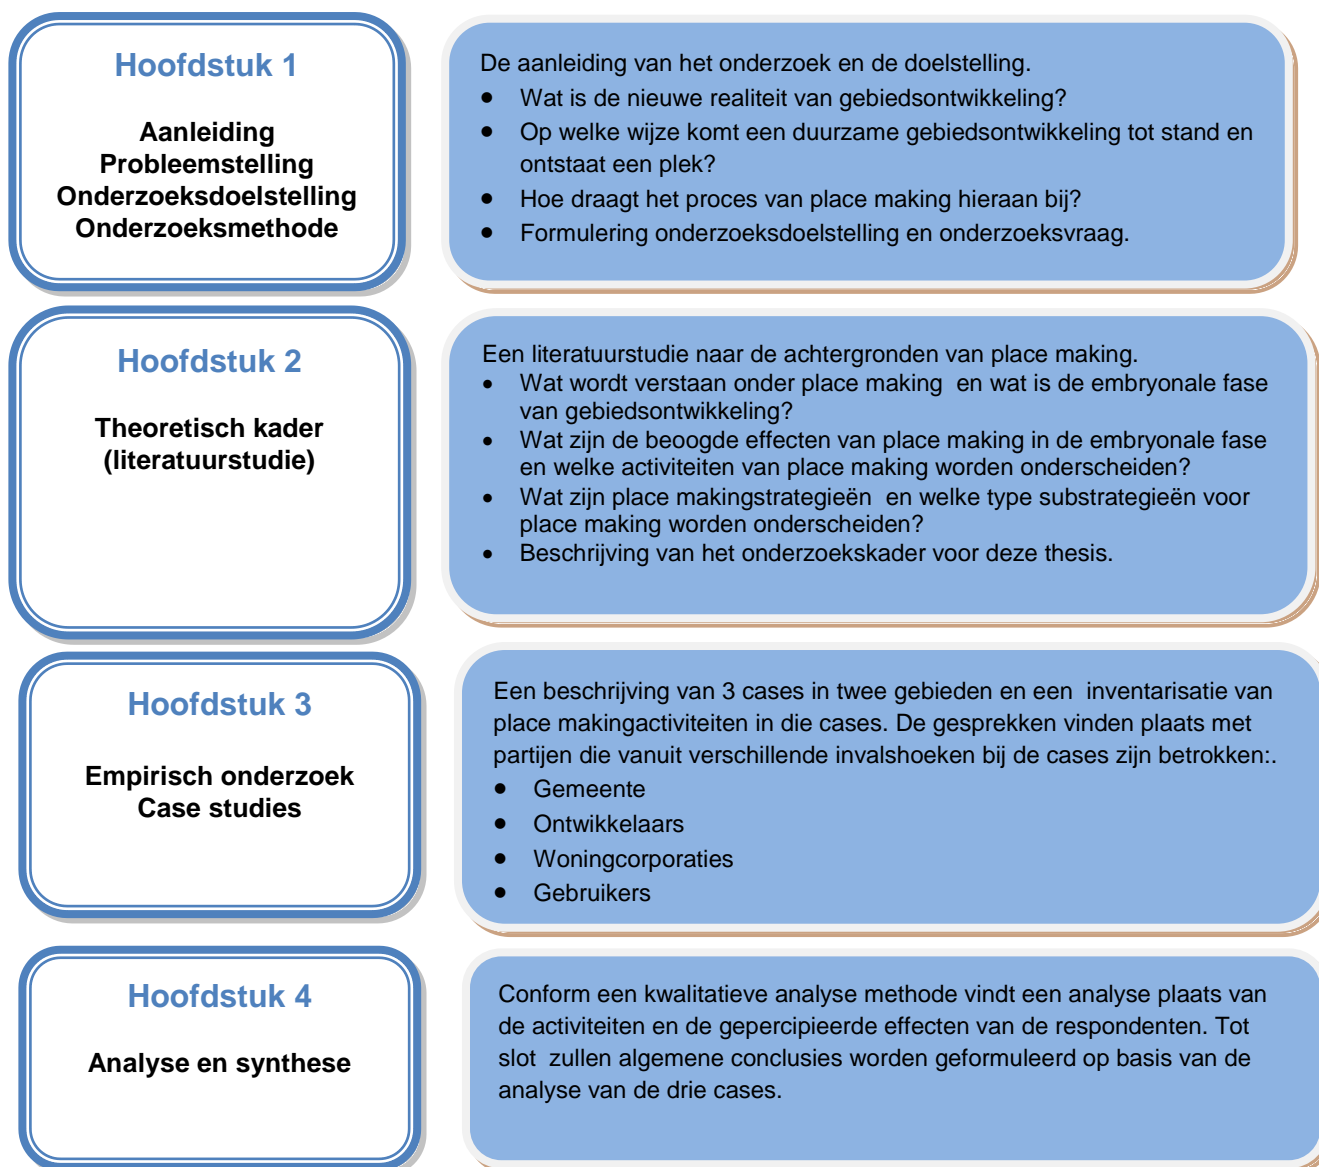 Hoofdstuk 1
Aanleiding
Probleemstelling
Onderzoeksdoelstelling
Onderzoeksmethode
De aanleiding van het onderzoek en de doelstelling.
• Wat is de nieuwe realiteit van gebiedsontwikkeling?
• Op welke wijze komt een duurzame gebiedsontwikkeling tot stand en
ontstaat een plek?
• Hoe draagt het proces van place making hieraan bij?
• Formulering onderzoeksdoelstelling en onderzoeksvraag.
Hoofdstuk 2
Theoretisch kader
(literatuurstudie)
Een literatuurstudie naar de achtergronden van place making.
• Wat wordt verstaan onder place making en wat is de embryonale fase
van gebiedsontwikkeling?
• Wat zijn de beoogde effecten van place making in de embryonale fase
en welke activiteiten van place making worden onderscheiden?
• Wat zijn place makingstrategieën en welke type substrategieën voor
place making worden onderscheiden?
• Beschrijving van het onderzoekskader voor deze thesis.
Hoofdstuk 3
Empirisch onderzoek
Case studies
Een beschrijving van 3 cases in twee gebieden en een inventarisatie van
place makingactiviteiten in die cases. De gesprekken vinden plaats met
partijen die vanuit verschillende invalshoeken bij de cases zijn betrokken:.
• Gemeente
• Ontwikkelaars
• Woningcorporaties
• Gebruikers
Hoofdstuk 4
Analyse en synthese
Conform een kwalitatieve analyse methode vindt een analyse plaats van
de activiteiten en de gepercipieerde effecten van de respondenten. Tot
slot zullen algemene conclusies worden geformuleerd op basis van de
analyse van de drie cases.